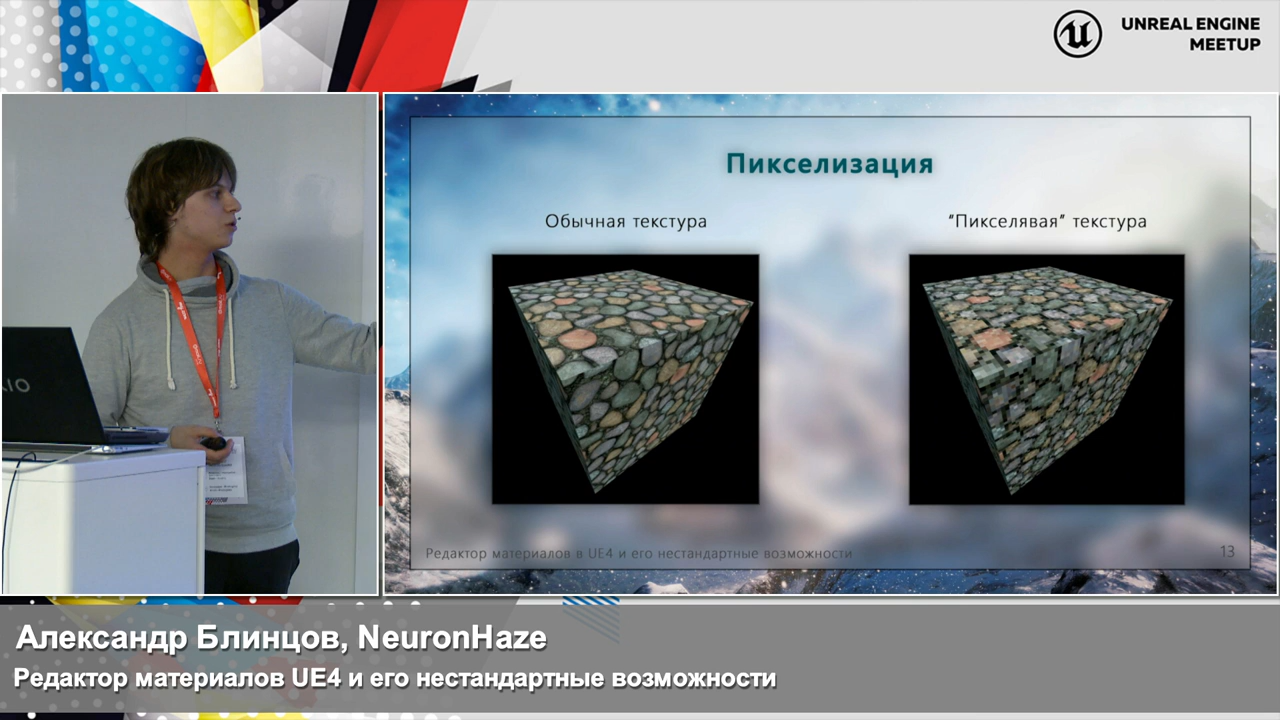 UNREAL ENGINE
MEETUP
Пикселизация
Обычная текстура
“Пикселявая” текстура
Редактор материалов в UE4 и его нестандартные возможности
13
Александр Блинцов, NeuronHaze
Редактор материалов UE4 и его нестандартные возможности